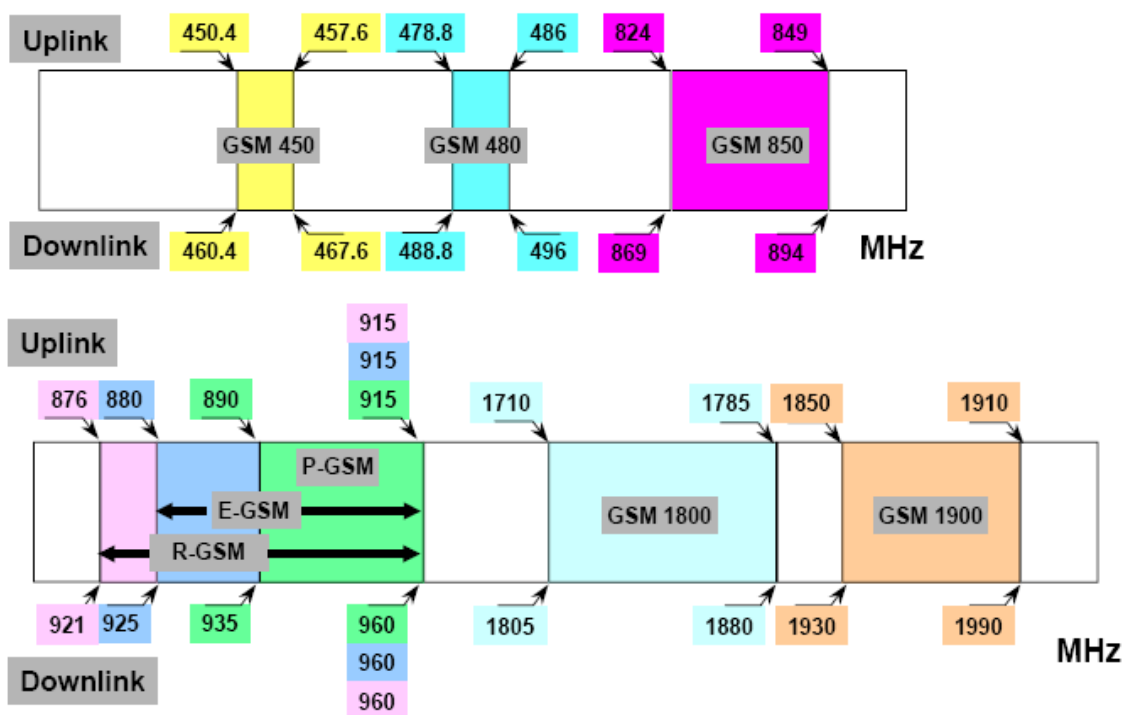 Uplink
450.4 457.6 478.8 486 824 849
GSM 450 GSM 480 GSM 850
Downlink
460.4 467.6 488.8 496 869 894 MHz
915
Uplink
915
876 880 890 915 1710 1785 1850 1910
P-GSM
E-GSM GSM 1800 GSM 1900
R-GSM
921 925 935 960 1805 1880 1930 1990
960 MHz
Downlink
960